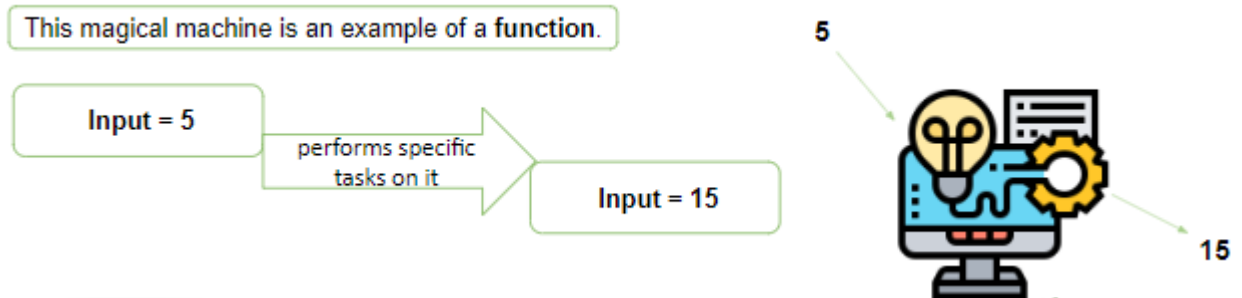 This magical machine is an example of a function.
5
Input = 5
performs specific
tasks on it
Input = 15
15